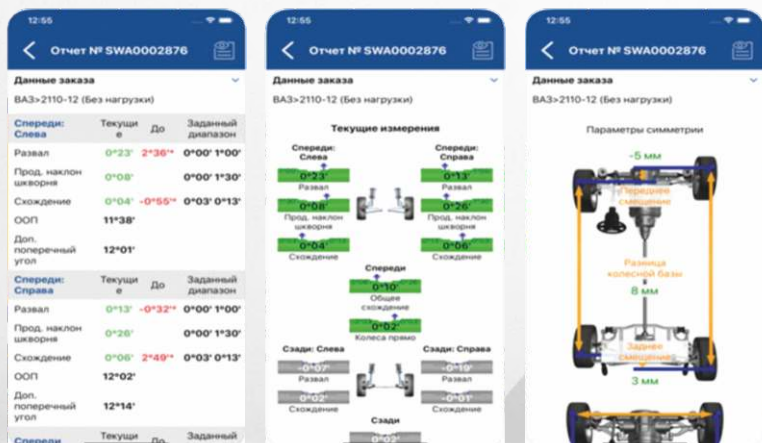 12:55
Отчет № SWA0002876
Данные заказа
ВАЗ>2110-12 (Без нагрузки)
Спереди: Слева Текущие До Заданный диапазон
Развал 0°23' 2°36'* 0°00' 1°00'
Прод. наклон шкворня 0°08' 0°00' 1°30'
Схождение 0°04' -0°55'* 0°03' 0°13'
ООП 11°38'
Доп. поперечный угол 12°01'
Спереди: Справа Текущие До Заданный диапазон
Развал 0°13' -0°32'* 0°00' 1°00'
Прод. наклон шкворня 0°26' 0°00' 1°30'
Схождение 0°06' 2°49'* 0°03' 0°13'
ООП 12°02'
Доп. поперечный угол 12°14'
Спереди Текущи До Заданный
12:55
Отчет № SWA0002876
Данные заказа
ВАЗ>2110-12 (Без нагрузки)
Текущие измерения
Спереди: Слева
Спереди: Справа
0°23'
0°13'
Развал
Развал
0°08'
0°26'
Прод. наклон шкворня
Прод. наклон шкворня
0°04'
0°06'
Схождение
Схождение
Спереди
0°10'
Общее схождение
0°02'
Колеса прямо
Сзади: Слева
Сзади: Справа
-0°07'
-0°19'
Развал
Развал
0°02'
-0°01'
Схождение
Схождение
Сзади
0°02'
12:55
Отчет № SWA0002876
Данные заказа
ВАЗ>2110-12 (Без нагрузки)
Параметры симметрии
-5 мм
Переднее смещение
Разница колесной базы
8 мм
Заднее смещение
3 мм